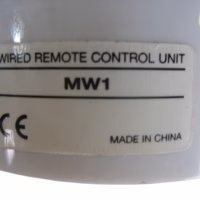 WIRED REMOTE CONTROL UNIT
MW1
CE
MADE IN CHINA